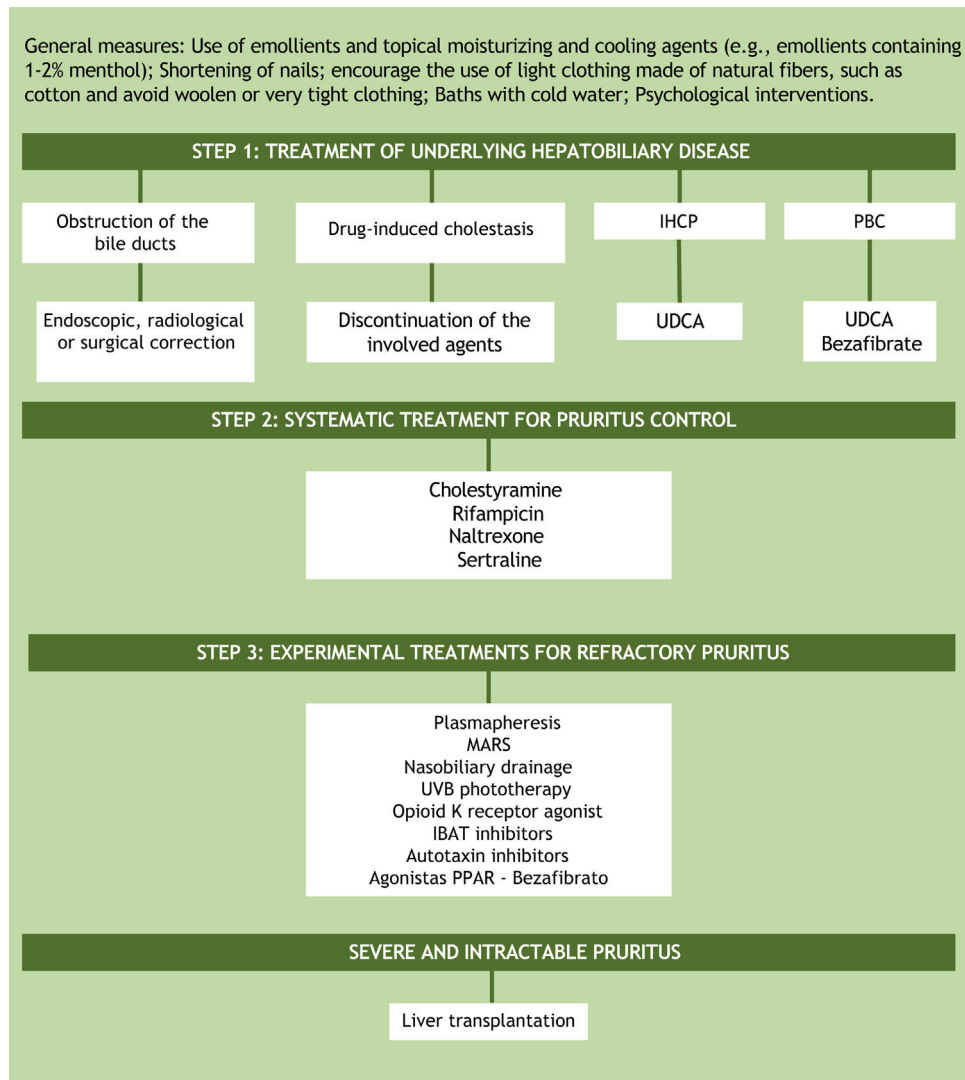 General measures: Use of emollients and topical moisturizing and cooling agents (e.g., emollients containing
1-2% menthol); Shortening of nails; encourage the use of light clothing made of natural fibers, such as
cotton and avoid woolen or very tight clothing; Baths with cold water; Psychological interventions.
STEP 1: TREATMENT OF UNDERLYING HEPATOBILIARY DISEASE
Obstruction of the
bile ducts
Endoscopic, radiological
or surgical correction
Drug-induced cholestasis
Discontinuation of the
involved agents
IHCP
UDCA
PBC
UDCA
Bezafibrate
STEP 2: SYSTEMATIC TREATMENT FOR PRURITUS CONTROL
Cholestyramine
Rifampicin
Naltrexone
Sertraline
STEP 3: EXPERIMENTAL TREATMENTS FOR REFRACTORY PRURITUS
Plasmapheresis
MARS
Nasobiliary drainage
UVB phototherapy
Opioid K receptor agonist
IBAT inhibitors
Autotaxin inhibitors
Agonistas PPAR - Bezafibrato
SEVERE AND INTRACTABLE PRURITUS
Liver transplantation